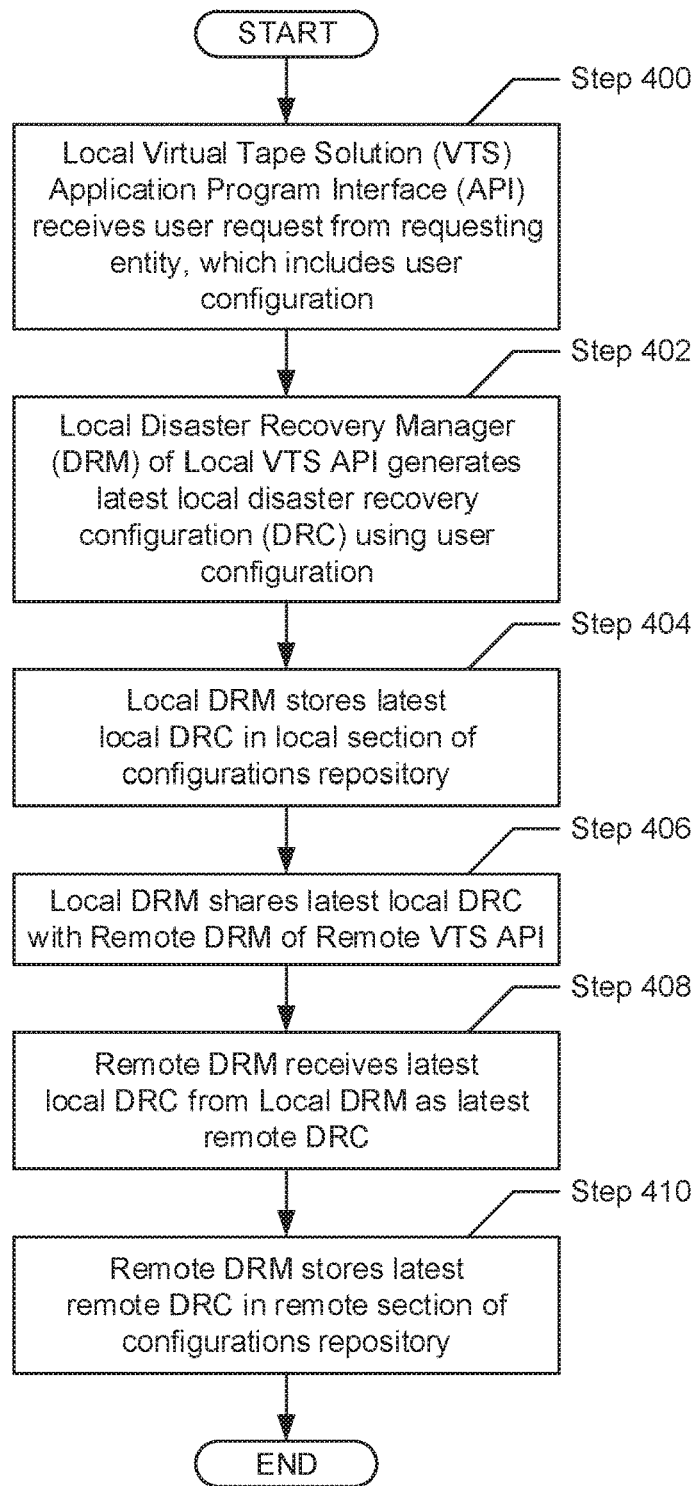 START
Step 400
Local Virtual Tape Solution (VTS)
Application Program Interface (API)
receives user request from requesting
entity, which includes user
configuration
Step 402
Local Disaster Recovery Manager
(DRM) of Local VTS API generates
latest local disaster recovery
configuration (DRC) using user
configuration
Step 404
Local DRM stores latest
local DRC in local section of
configurations repository
Step 406
Local DRM shares latest local DRC
with Remote DRM of Remote VTS API
Step 408
Remote DRM receives latest
local DRC from Local DRM as latest
remote DRC
Step 410
Remote DRM stores latest
remote DRC in remote section of
configurations repository
END